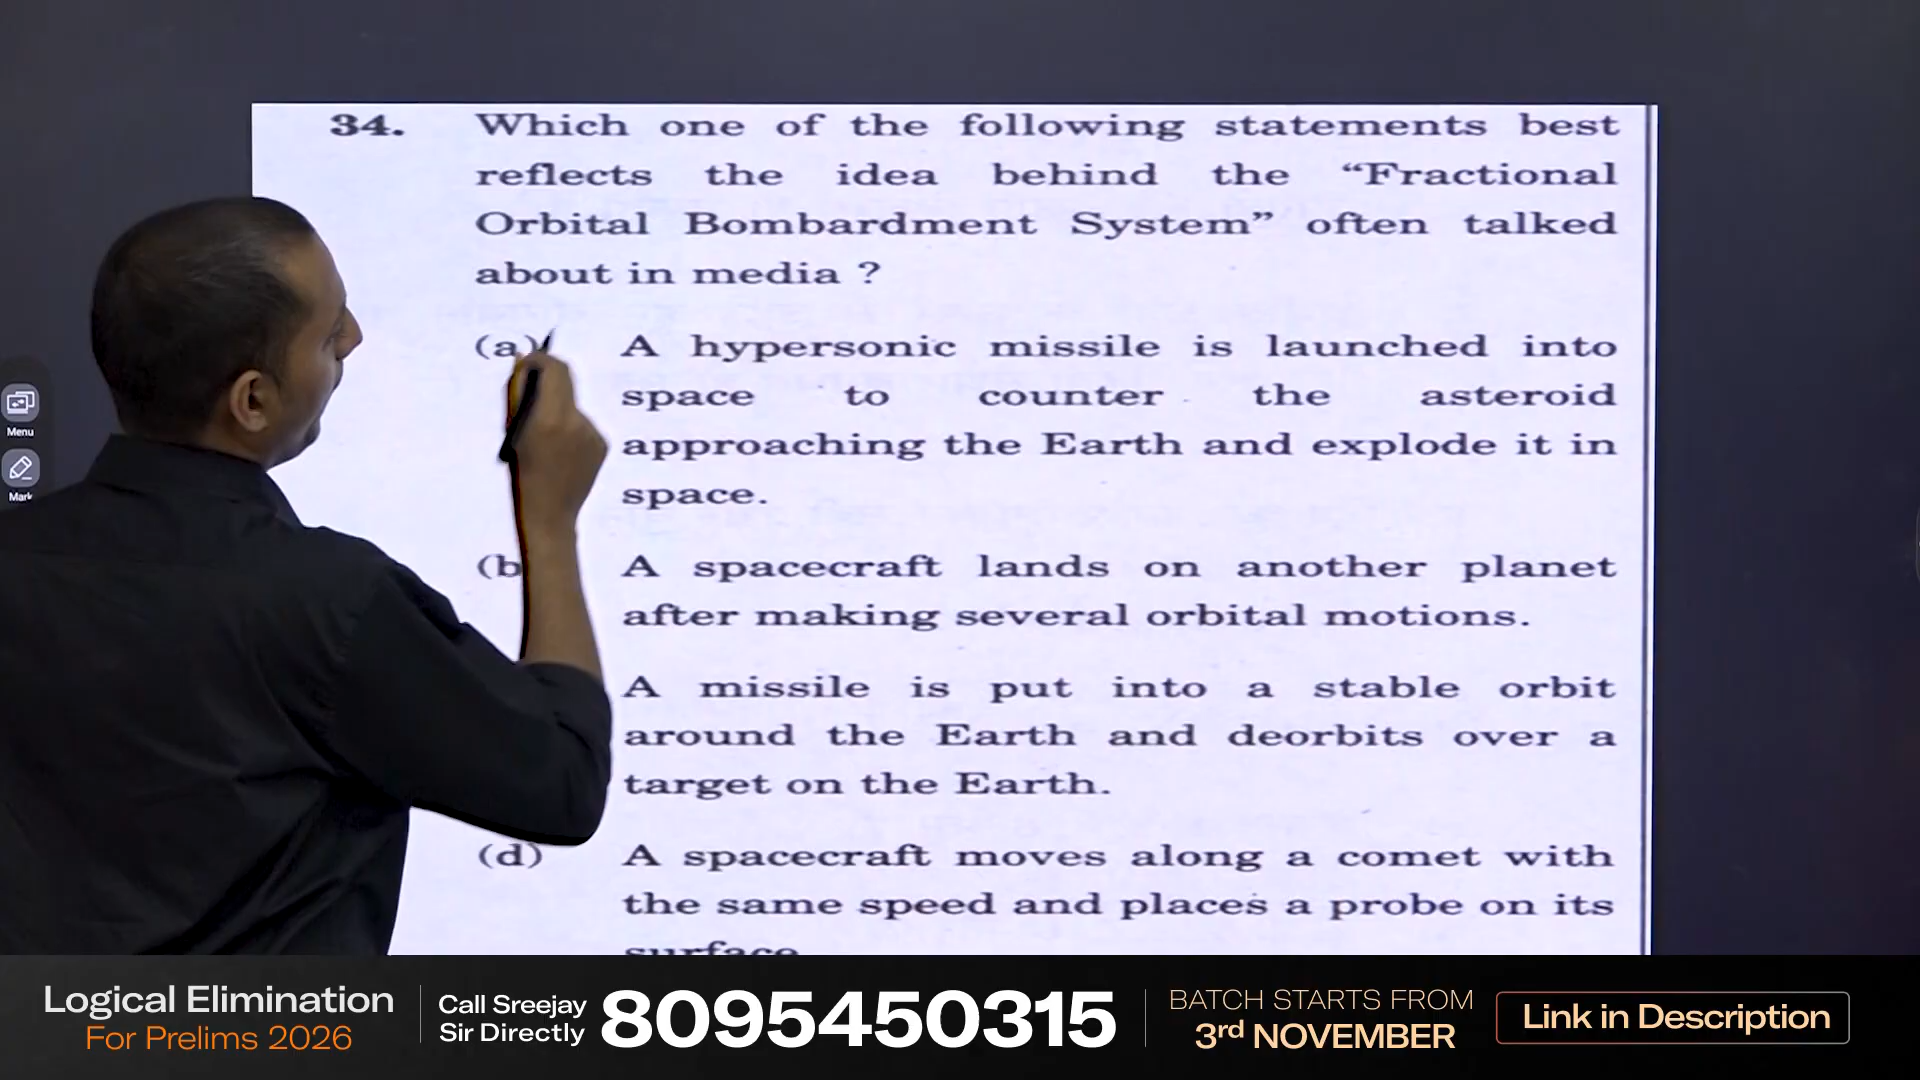 34. Which one of the following statements best
reflects the idea behind the “Fractional
Orbital Bombardment System” often talked
about in media ?
(a) A hypersonic missile is launched into
space to counter the asteroid
approaching the Earth and explode it in
space.
(b A spacecraft lands on another planet
after making several orbital motions.
A missile is put into a stable orbit
around the Earth and deorbits over a
target on the Earth.
(d) A spacecraft moves along a comet with
the same speed and places a probe on its
surface
Menu
Mark
Logical Elimination
For Prelims 2026
Call Sreejay
Sir Directly
8095450315
BATCH STARTS FROM
3rd NOVEMBER
Link in Description